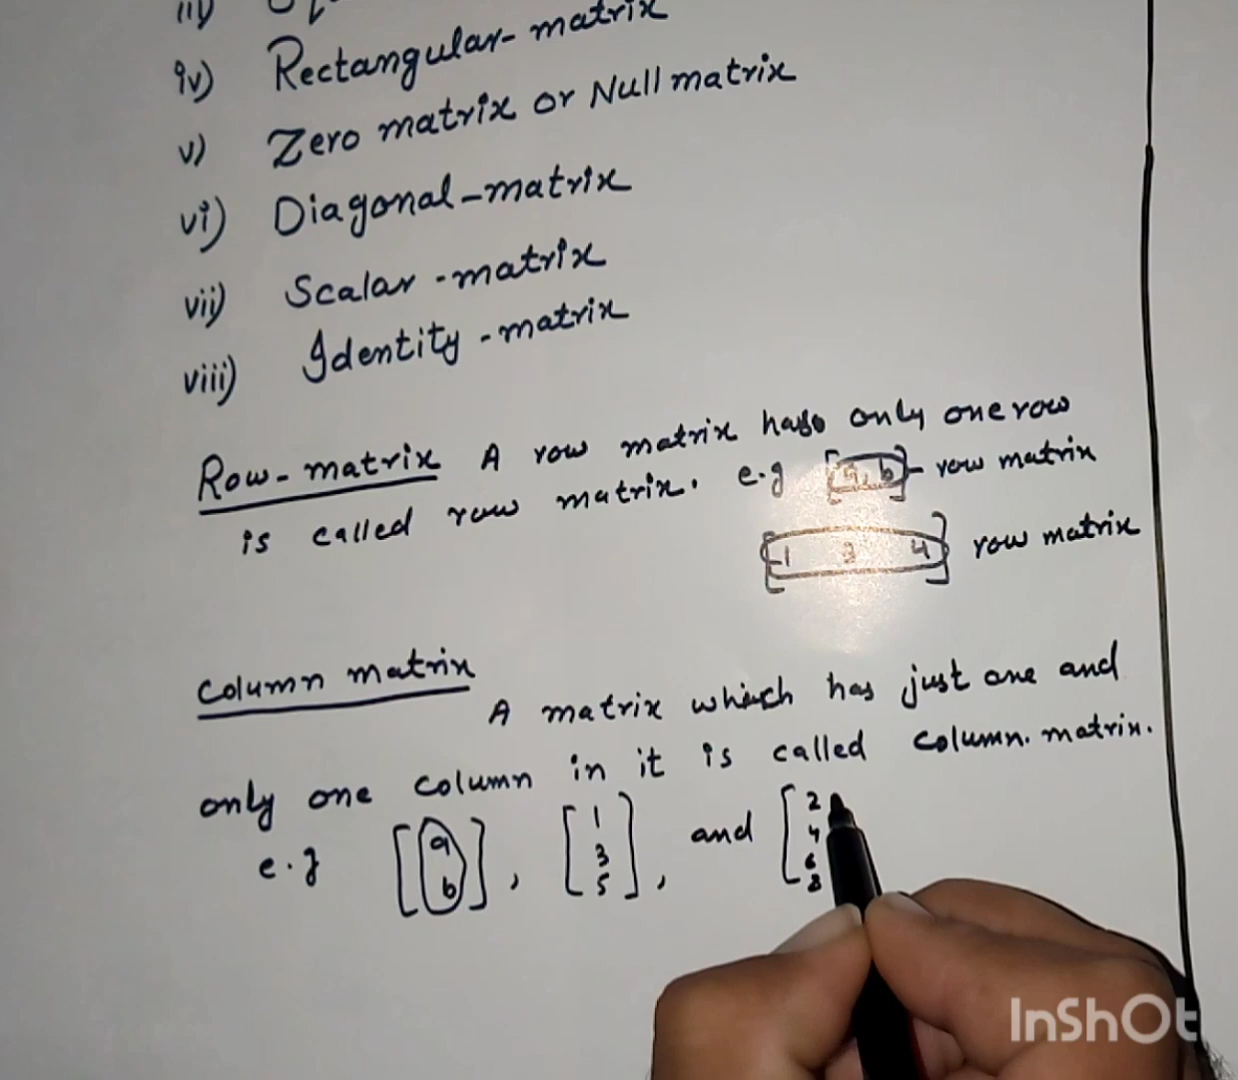 iii)
iv) Rectangular-matrix
v) Zero matrix or Null matrix
vi) Diagonal-matrix
vii) Scalar-matrix
viii) Identity-matrix
Row-matrix A row matrix has only one row
is called row matrix. e.g [a, b] - row matrix
[1 3 4] row matrix
Column matrix
A matrix which has just one and
only one column in it is called column. matrix.
e.g [a b], [1 3 5], and [2 4 6 8
InShOt